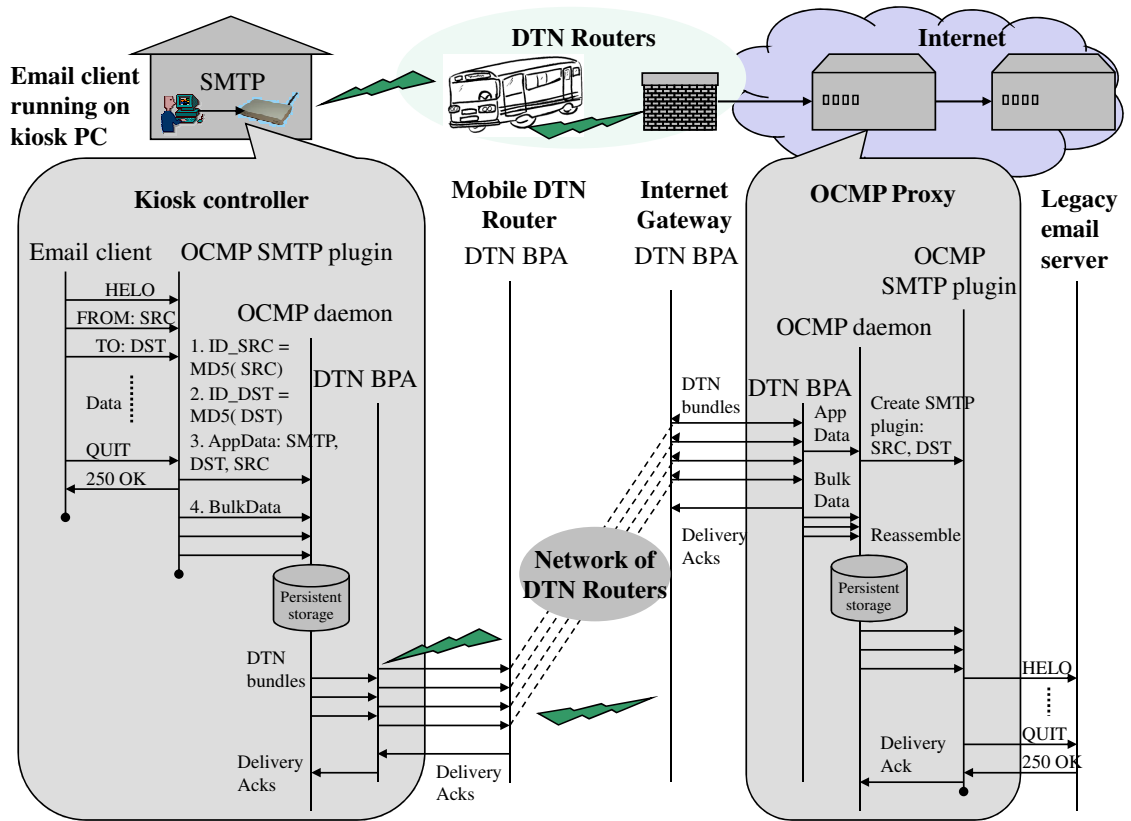 DTN Routers
Internet
Email client
running on
kiosk PC
SMTP
Kiosk controller
Mobile DTN
Router
Internet
Gateway
OCMP Proxy
Legacy
email
server
Email client
OCMP SMTP plugin
DTN BPA
DTN BPA
OCMP
SMTP plugin
HELO
FROM: SRC
TO: DST
Data
QUIT
250 OK
OCMP daemon
1. ID_SRC =
MD5( SRC)
2. ID_DST =
MD5( DST)
3. AppData: SMTP,
DST, SRC
4. BulkData
DTN BPA
Persistent
storage
DTN
bundles
Delivery
Acks
Delivery
Acks
Network of
DTN Routers
DTN
bundles
Delivery
Acks
OCMP daemon
DTN BPA
App
Data
Create SMTP
plugin:
SRC, DST
Bulk
Data
Reassemble
Persistent
storage
HELO
QUIT
250 OK
Delivery
Ack